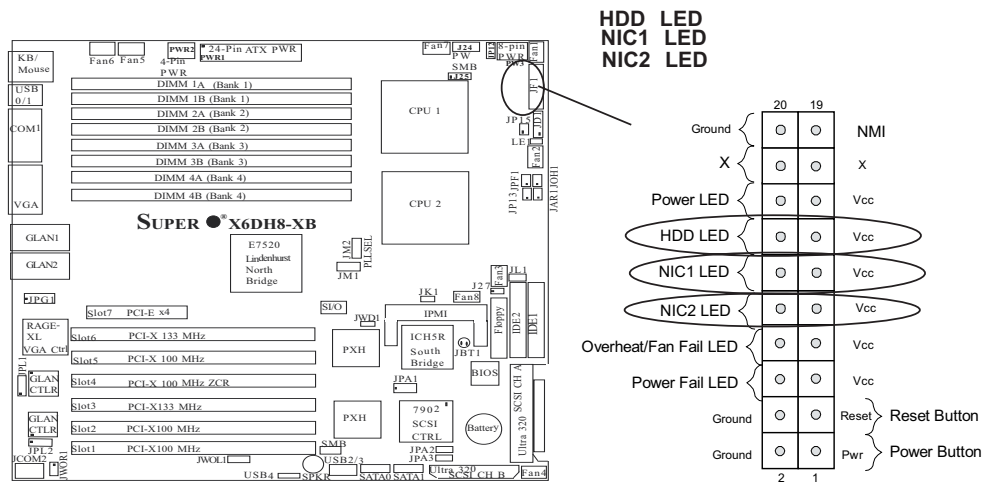 HDD LED
NIC1 LED
NIC2 LED
KB/
Mouse
USB
0/1
COM1
VGA
GLAN1
GLAN2
Fan6
Fan5
PWR2
4-Pin
PWR
24-Pin ATX PWR
PWR1
Fan7
J24
PW
SMB
J25
JP12
8-pin
PWR
PW3
Fan1
JF1
JD1
JP15
LE1
Fan2
JPF1
JP13
JOH1
JAR1
DIMM 1A (Bank 1)
DIMM 1B (Bank 1)
DIMM 2A (Bank 2)
DIMM 2B (Bank 2)
DIMM 3A (Bank 3)
DIMM 3B (Bank 3)
DIMM 4A (Bank 4)
DIMM 4B (Bank 4)
CPU 1
CPU 2
SUPER ●® X6DH8-XB
E7520
Lindenhurst
North
Bridge
JM2
PLLSEL
JM1
JPG1
RAGE-
XL
VGA Ctrl
JPL1
GLAN
CTLR
GLAN
CTLR
JPL2
JCOM2
JWOR1
Slot7 PCI-E x4
Slot6 PCI-X 133 MHz
Slot5 PCI-X 100 MHz
Slot4 PCI-X 100 MHz ZCR
Slot3 PCI-X133 MHz
Slot2 PCI-X100 MHz
Slot1 PCI-X100 MHz
SI/O
JWD1
PXH
PXH
JK1
IPMI
ICH5R
South
Bridge
JBT1
JPA1
7902
SCSI
CTRL
JPA2
JPA3
Fan3
JL1
J27
Fan8
Floppy
IDE2
IDE1
BIOS
Battery
Ultra 320 SCSI CH A
JWOL1
SMB
USB4
SPKR
USB2/3
SATA0
SATA1
Ultra 320
SCSI CH B
Fan4
20 19
Ground NMI
X X
Power LED Vcc
HDD LED Vcc
NIC1 LED Vcc
NIC2 LED Vcc
Overheat/Fan Fail LED Vcc
Power Fail LED Vcc
Ground Reset Reset Button
Ground Pwr Power Button
2 1